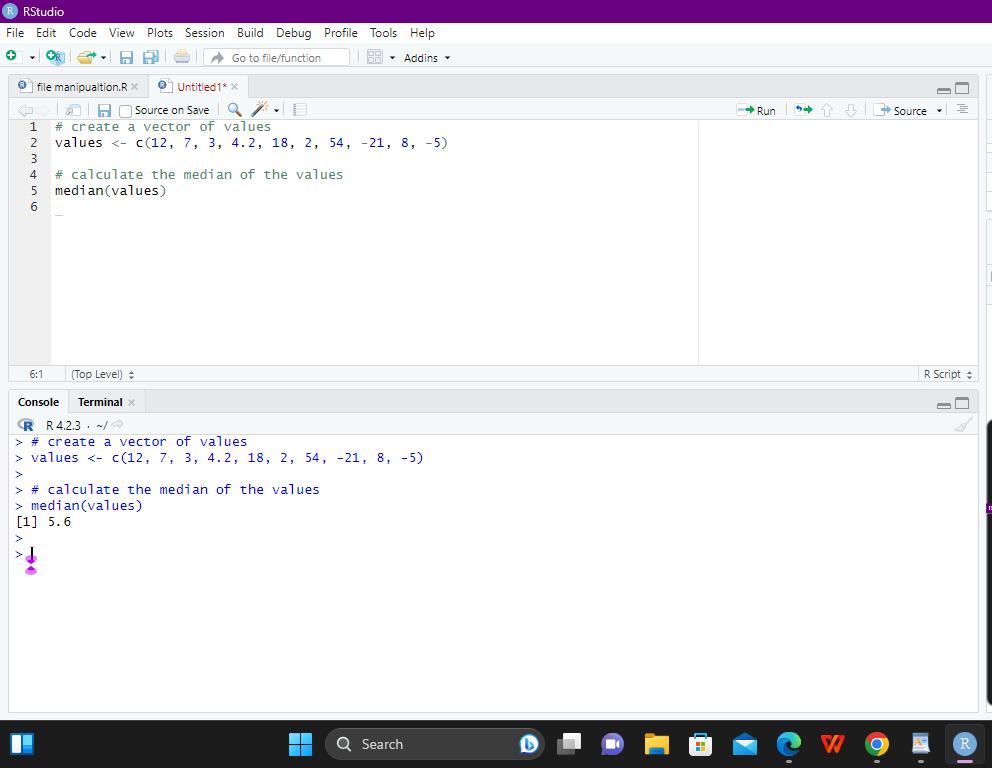 RStudio
File Edit Code View Plots Session Build Debug Profile Tools Help
Go to file/function Addins
file manipualtion.R Untitled1*
Source on Save Run Source
1 # create a vector of values
2 values <- c(12, 7, 3, 4.2, 18, 2, 54, -21, 8, -5)
3
4 # calculate the median of the values
5 median(values)
6
6:1 (Top Level) R Script
Console Terminal
R 4.2.3 · ~/
> # create a vector of values
> values <- c(12, 7, 3, 4.2, 18, 2, 54, -21, 8, -5)
>
> # calculate the median of the values
> median(values)
[1] 5.6
>
>
Search